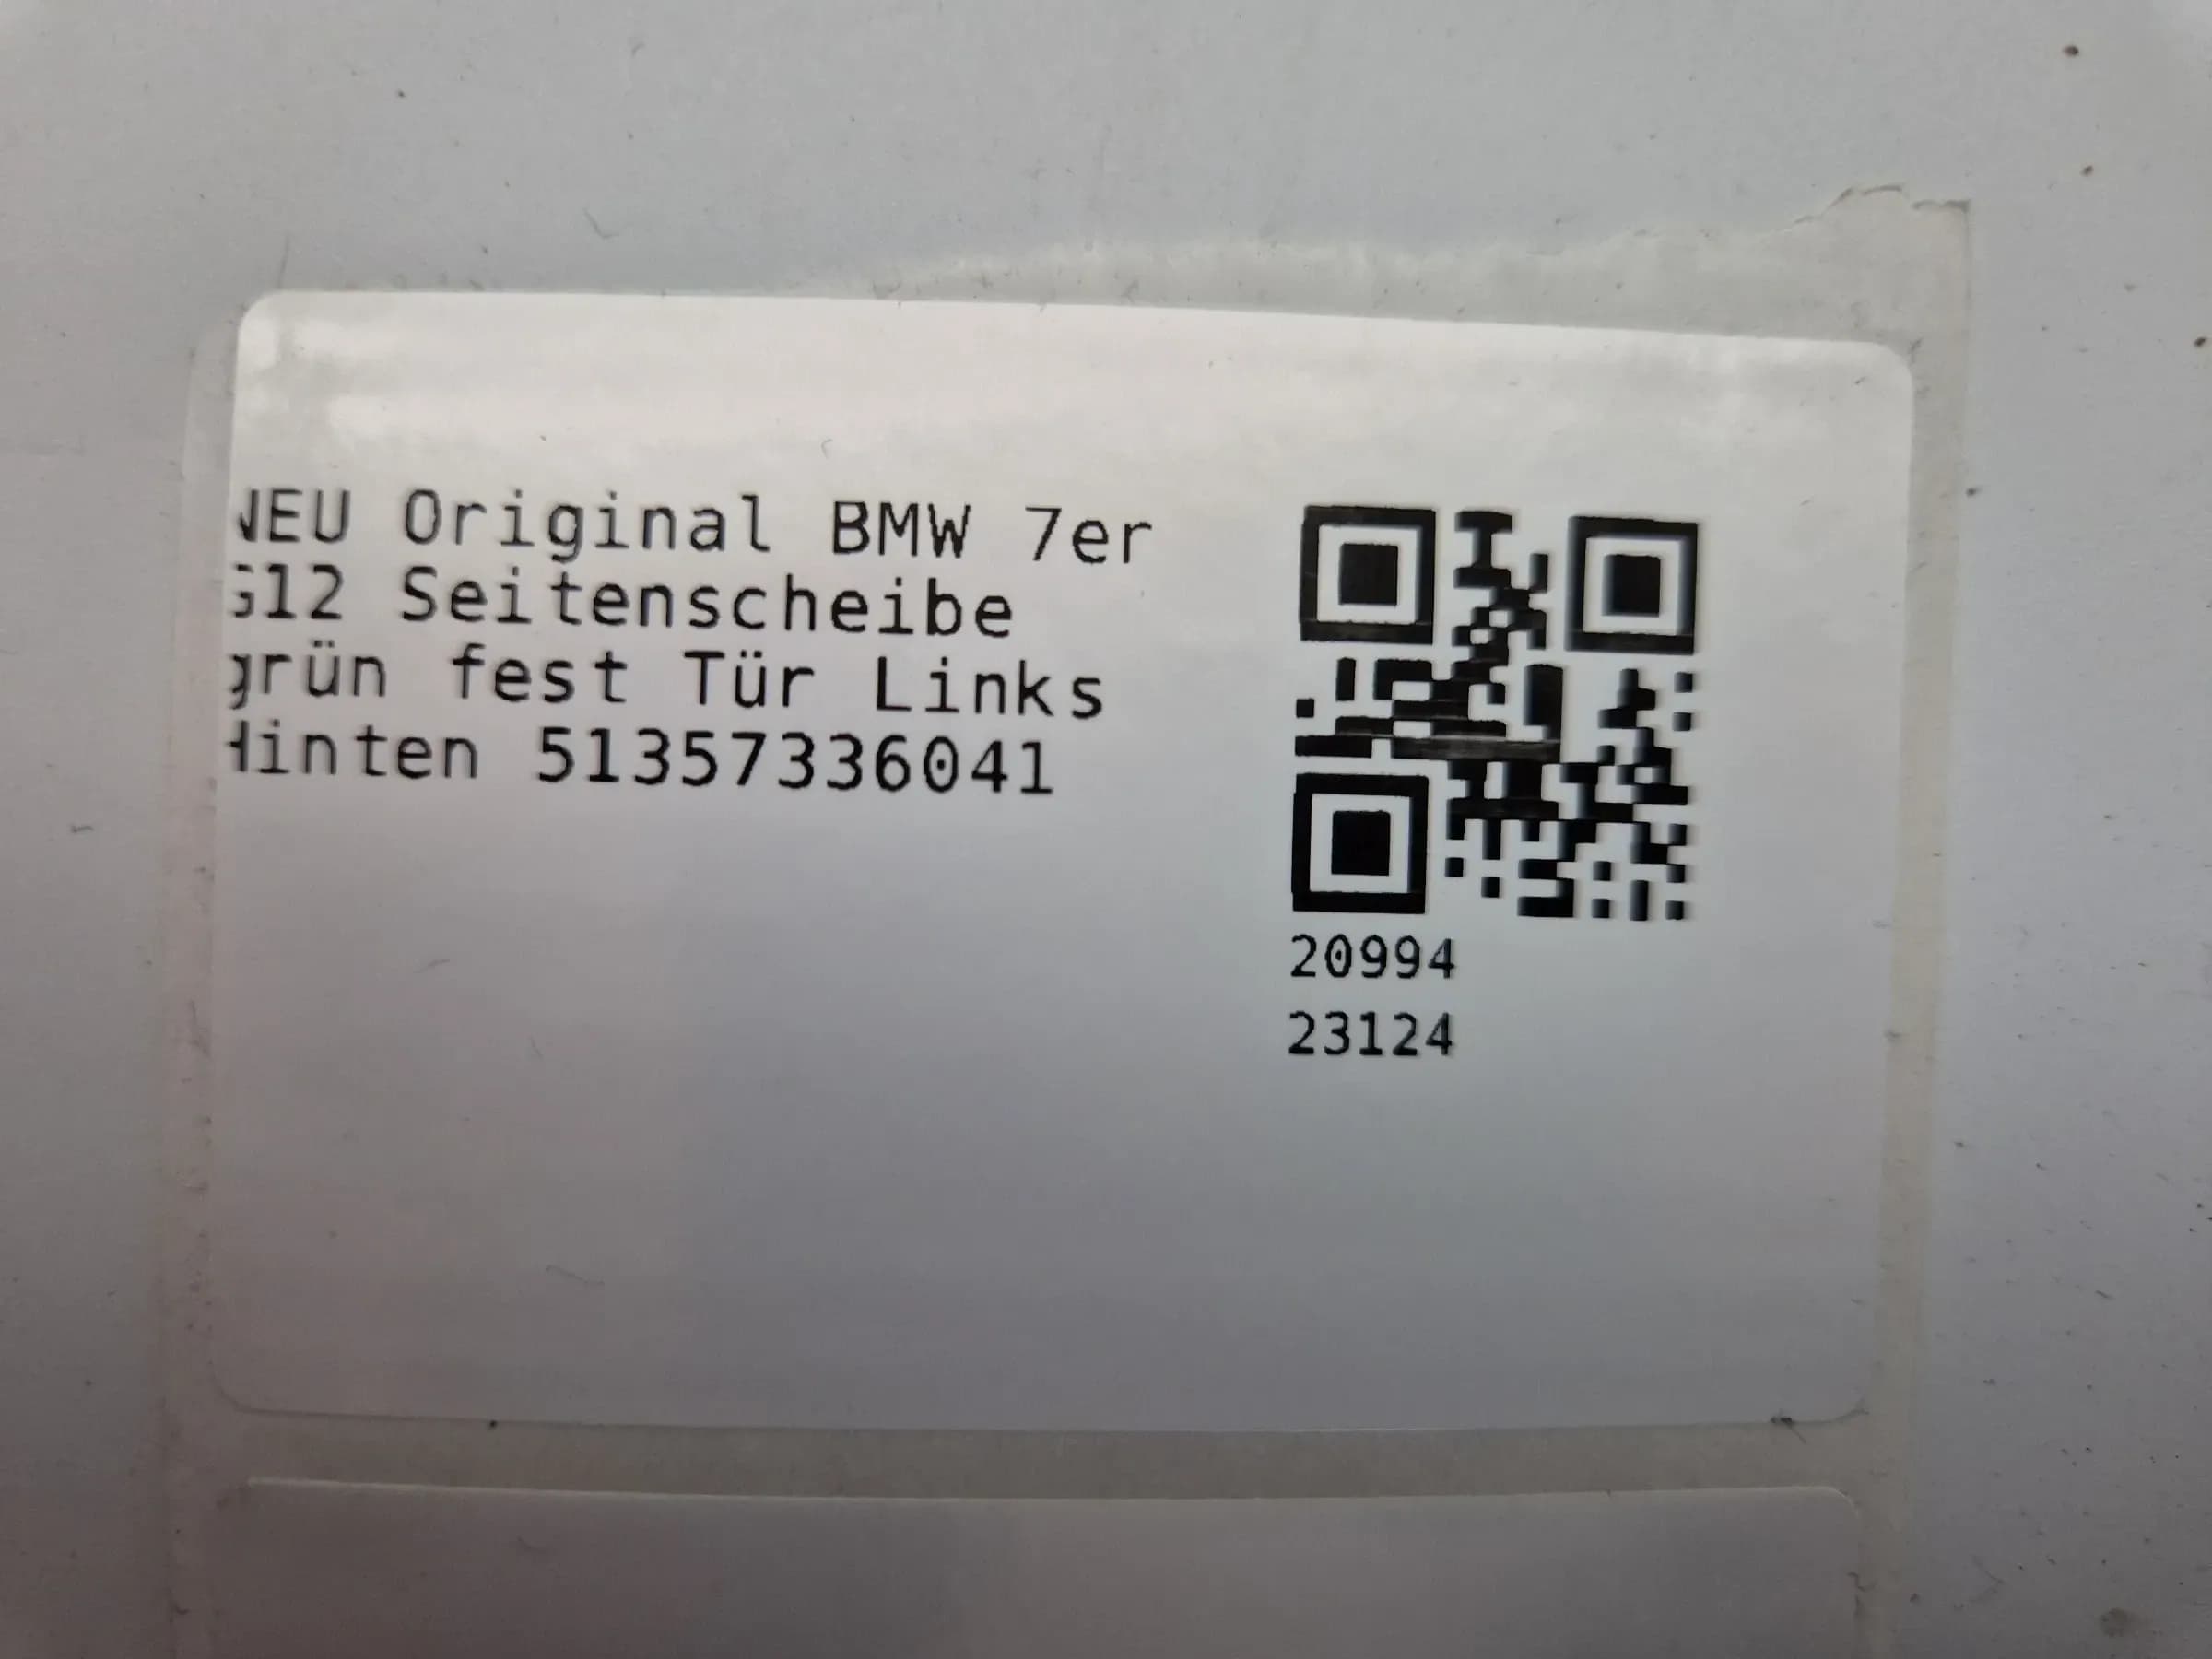 NEU Original BMW 7er
G12 Seitenscheibe
grün fest Tür Links
Hinten 51357336041
20994
23124